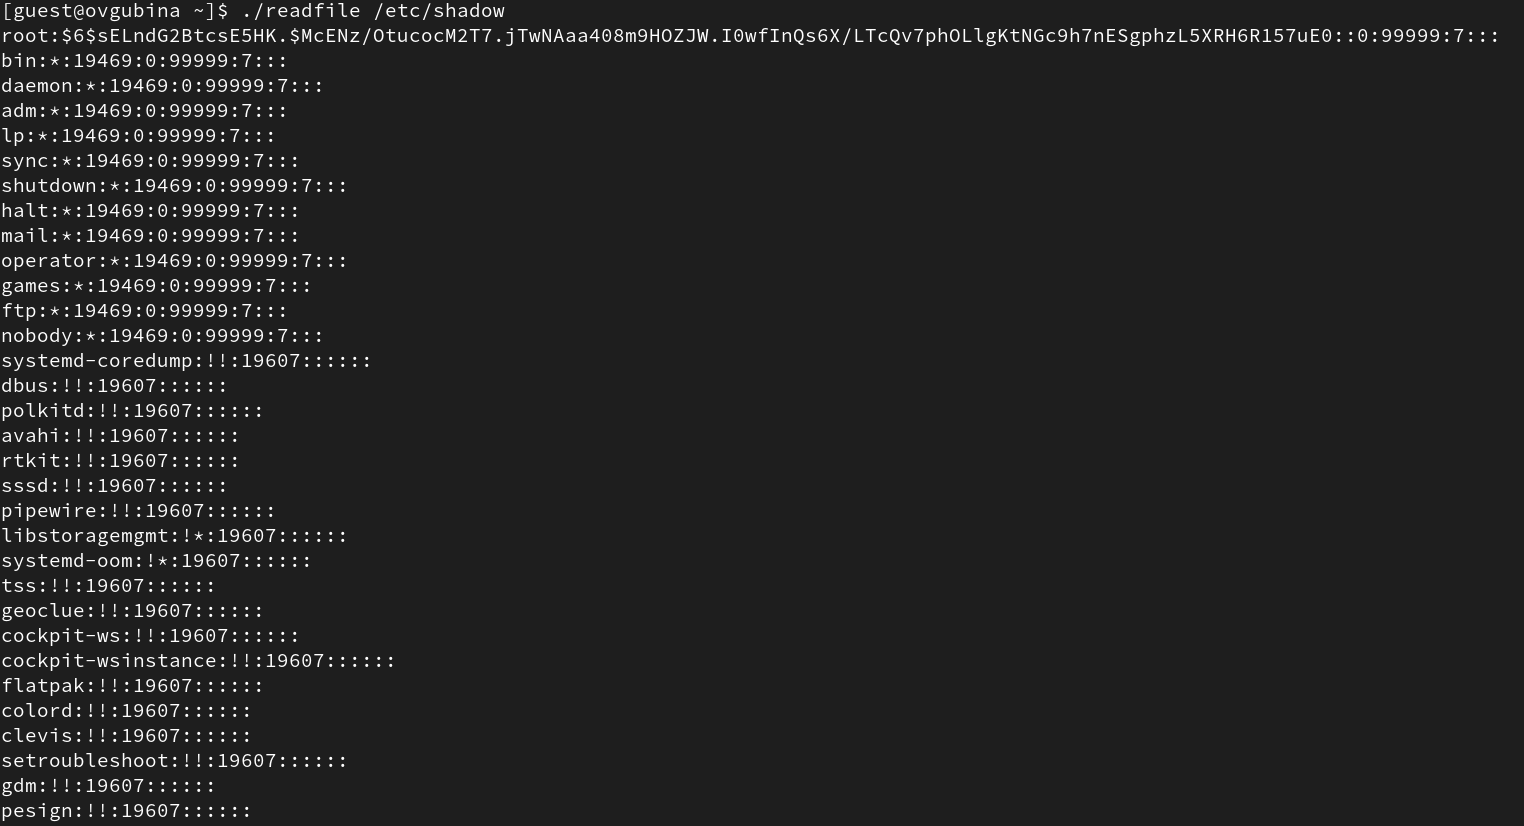 [guest@ovgubina ~]$ ./readfile /etc/shadow
root:$6$sELndG2BtcsE5HK.$McENz/OtucocM2T7.jTwNAaa408m9HOZJW.I0wfInQs6X/LTcQv7phOLlgKtNGc9h7nESgphzL5XRH6R157uE0::0:99999:7:::
bin:*:19469:0:99999:7:::
daemon:*:19469:0:99999:7:::
adm:*:19469:0:99999:7:::
lp:*:19469:0:99999:7:::
sync:*:19469:0:99999:7:::
shutdown:*:19469:0:99999:7:::
halt:*:19469:0:99999:7:::
mail:*:19469:0:99999:7:::
operator:*:19469:0:99999:7:::
games:*:19469:0:99999:7:::
ftp:*:19469:0:99999:7:::
nobody:*:19469:0:99999:7:::
systemd-coredump:!!:19607::::::
dbus:!!:19607::::::
polkitd:!!:19607::::::
avahi:!!:19607::::::
rtkit:!!:19607::::::
sssd:!!:19607::::::
pipewire:!!:19607::::::
libstoragemgmt:!*:19607::::::
systemd-oom:!*:19607::::::
tss:!!:19607::::::
geoclue:!!:19607::::::
cockpit-ws:!!:19607::::::
cockpit-wsinstance:!!:19607::::::
flatpak:!!:19607::::::
colord:!!:19607::::::
clevis:!!:19607::::::
setroubleshoot:!!:19607::::::
gdm:!!:19607::::::
pesign:!!:19607::::::